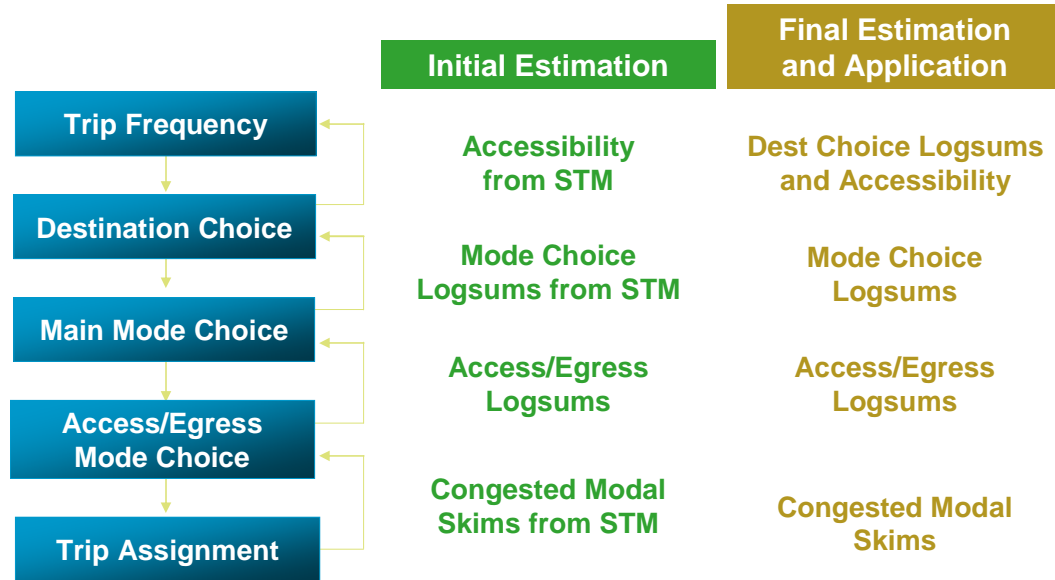 Initial Estimation
Final Estimation
and Application
Trip Frequency
Accessibility
from STM
Dest Choice Logsums
and Accessibility
Destination Choice
Mode Choice
Logsums from STM
Mode Choice
Logsums
Main Mode Choice
Access/Egress
Logsums
Access/Egress
Logsums
Access/Egress
Mode Choice
Congested Modal
Skims from STM
Congested Modal
Skims
Trip Assignment